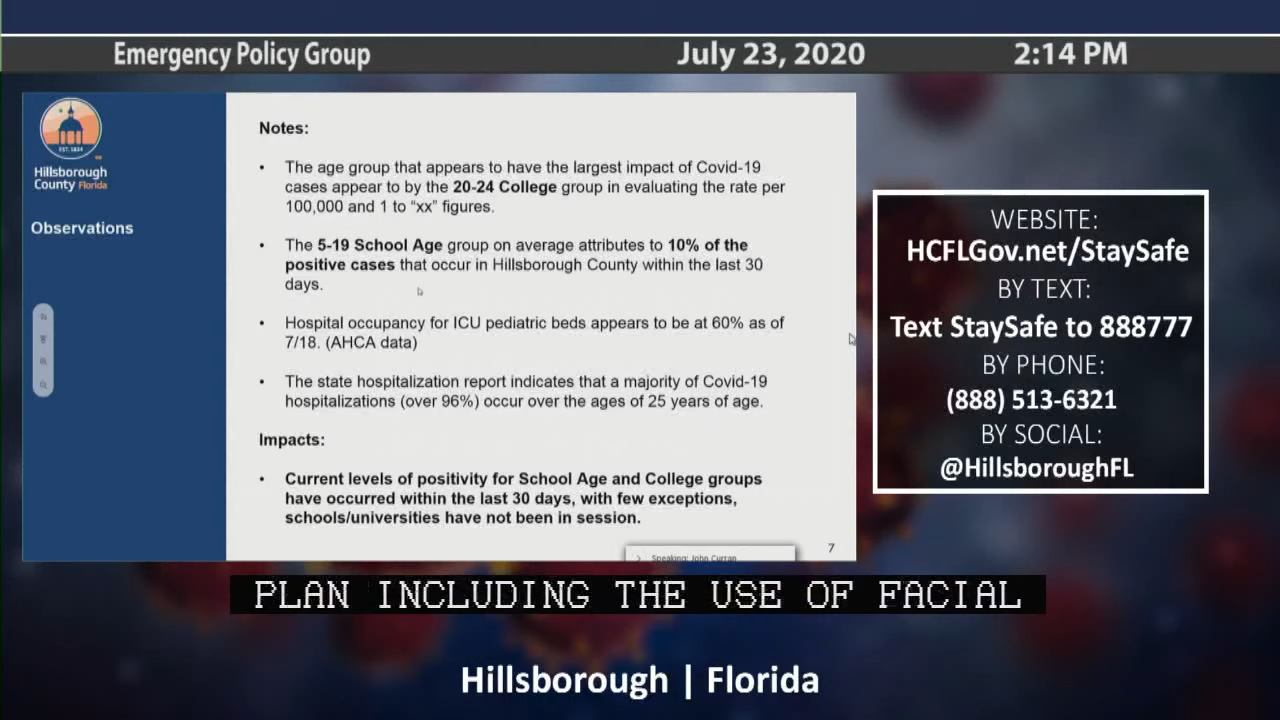 Emergency Policy Group July 23, 2020 2:14 PM
EST. 1834
Hillsborough
County Florida
Observations
Notes:
• The age group that appears to have the largest impact of Covid-19
cases appear to by the 20-24 College group in evaluating the rate per
100,000 and 1 to “xx” figures.
• The 5-19 School Age group on average attributes to 10% of the
positive cases that occur in Hillsborough County within the last 30
days.
• Hospital occupancy for ICU pediatric beds appears to be at 60% as of
7/18. (AHCA data)
• The state hospitalization report indicates that a majority of Covid-19
hospitalizations (over 96%) occur over the ages of 25 years of age.
Impacts:
• Current levels of positivity for School Age and College groups
have occurred within the last 30 days, with few exceptions,
schools/universities have not been in session.
Speaking: John Curran
7
WEBSITE:
HCFLGov.net/StaySafe
BY TEXT:
Text StaySafe to 888777
BY PHONE:
(888) 513-6321
BY SOCIAL:
@HillsboroughFL
PLAN INCLUDING THE USE OF FACIAL
Hillsborough | Florida